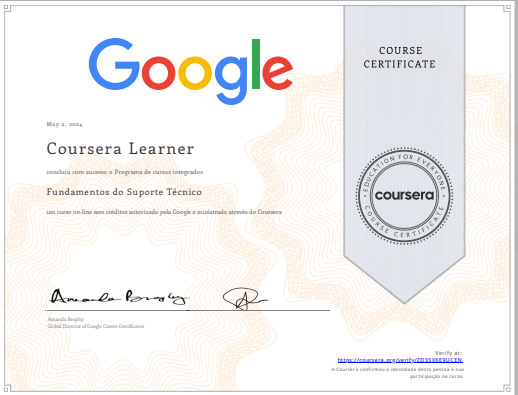 Google
COURSE
CERTIFICATE
May 2, 2024
Coursera Learner
concluiu com sucesso o Programa de cursos integrados
Fundamentos do Suporte Técnico
um curso on-line sem créditos autorizado pela Google e ministrado através do Coursera
EDUCATION FOR EVERYONE
coursera
COURSE CERTIFICATE
Amanda Brophy
Amanda Brophy
Global Director of Google Career Certificates
Verify at:
https://coursera.org/verify/
A Coursera confirmou a identidade desta pessoa e sua
participação no curso.